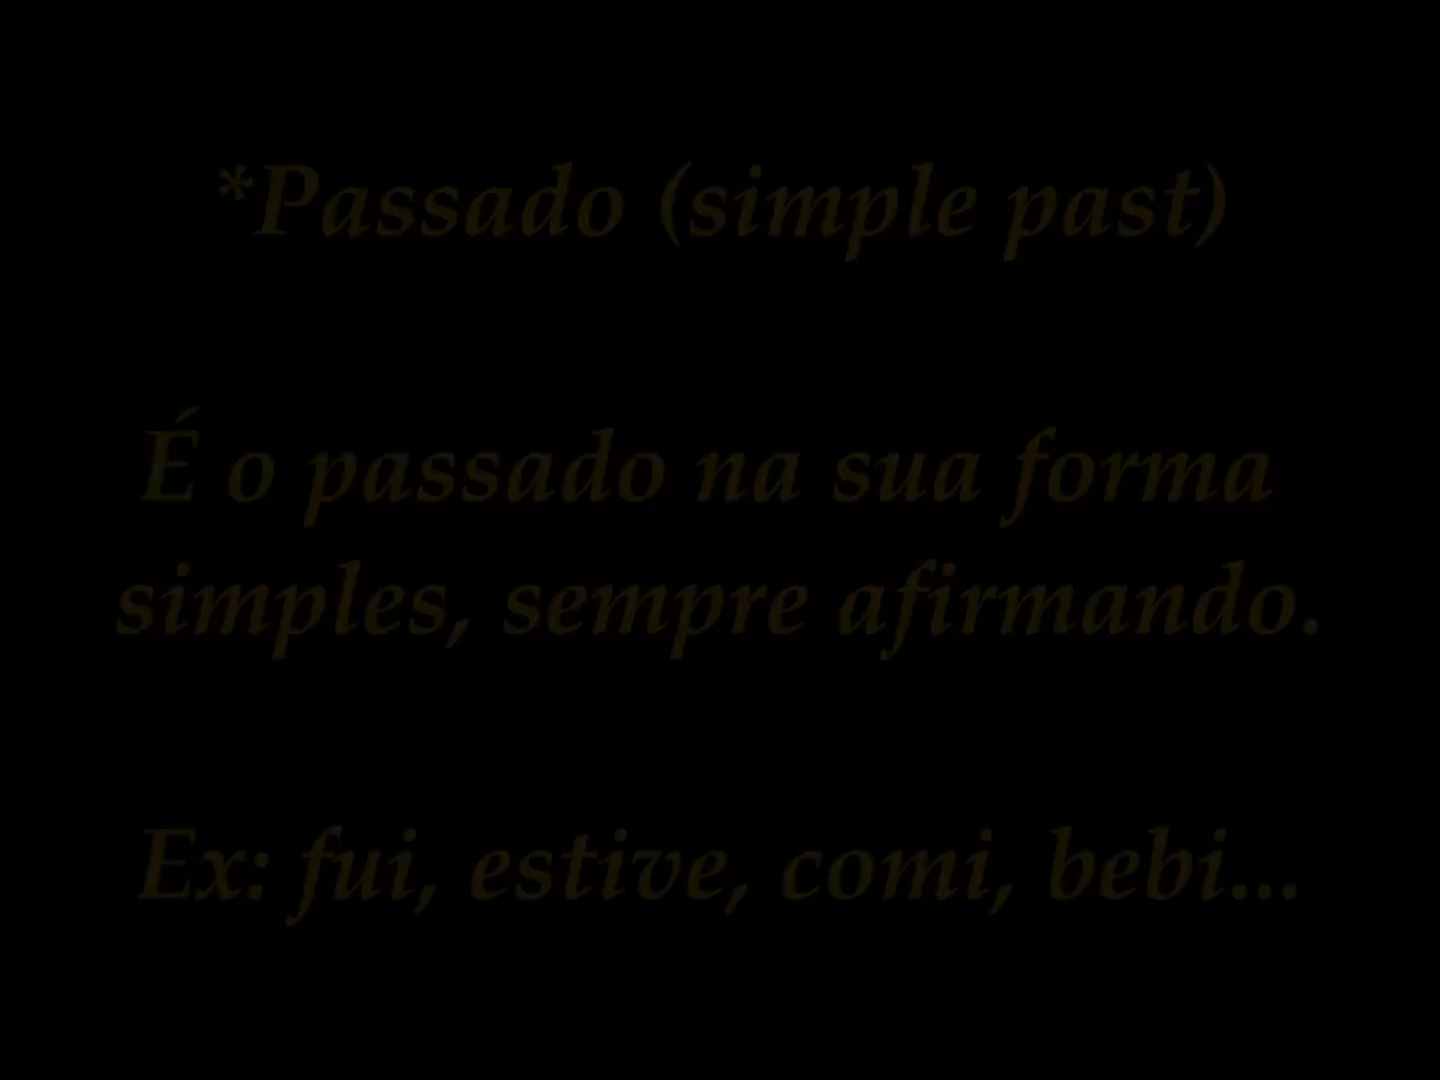 *Passado (simple past)
É o passado na sua forma
simples, sempre afirmando.
Ex: fui, estive, comi, bebi...